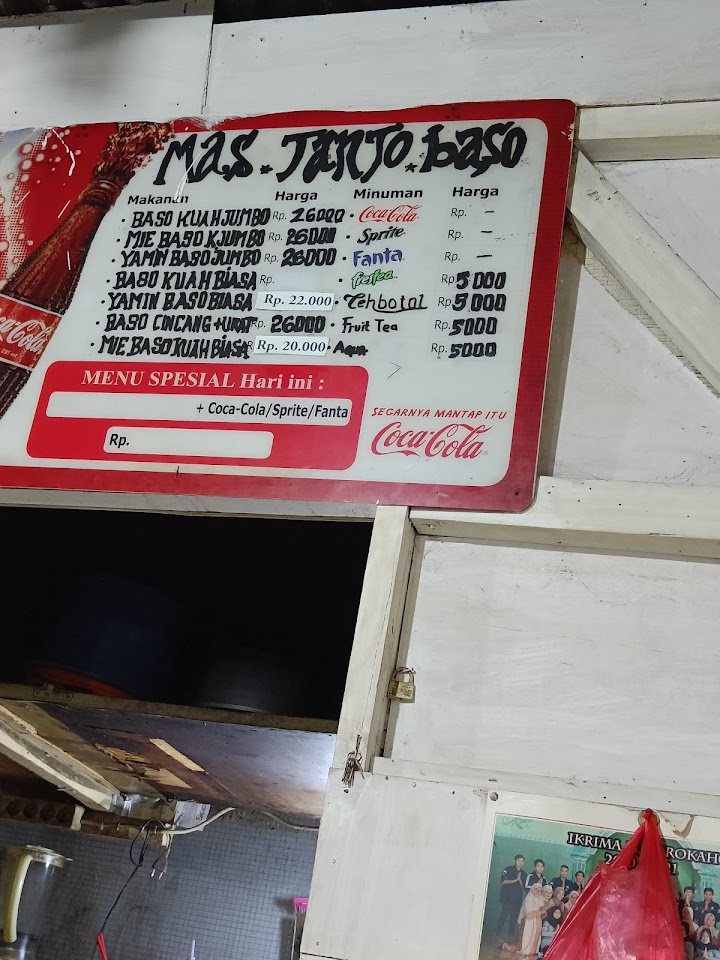 MAS. TANJO. baso
Makanan Harga Minuman Harga
• BASO KUAH JUMBO Rp. 26000 • Coca-Cola Rp. —
• MIE BASO KJUMBO Rp. 26000 • Sprite Rp. —
• YAMIN BASO JUMBO Rp. 26000 • Fanta Rp. —
• BASO KUAH BIASA Rp. • frestea Rp. 5000
• YAMIN BASO BIASA Rp. 22.000 • Tehbotol Rp. 5000
• BASO CINCANG +URAT Rp. 26000 • Fruit Tea Rp. 5000
• MIE BASO KUAH BIASA Rp. 20.000 • Aqua Rp. 5000
MENU SPESIAL Hari ini :
+ Coca-Cola/Sprite/Fanta
Rp.
SEGARNYA MANTAP ITU
Coca-Cola
Coca-Cola
IKRIMA